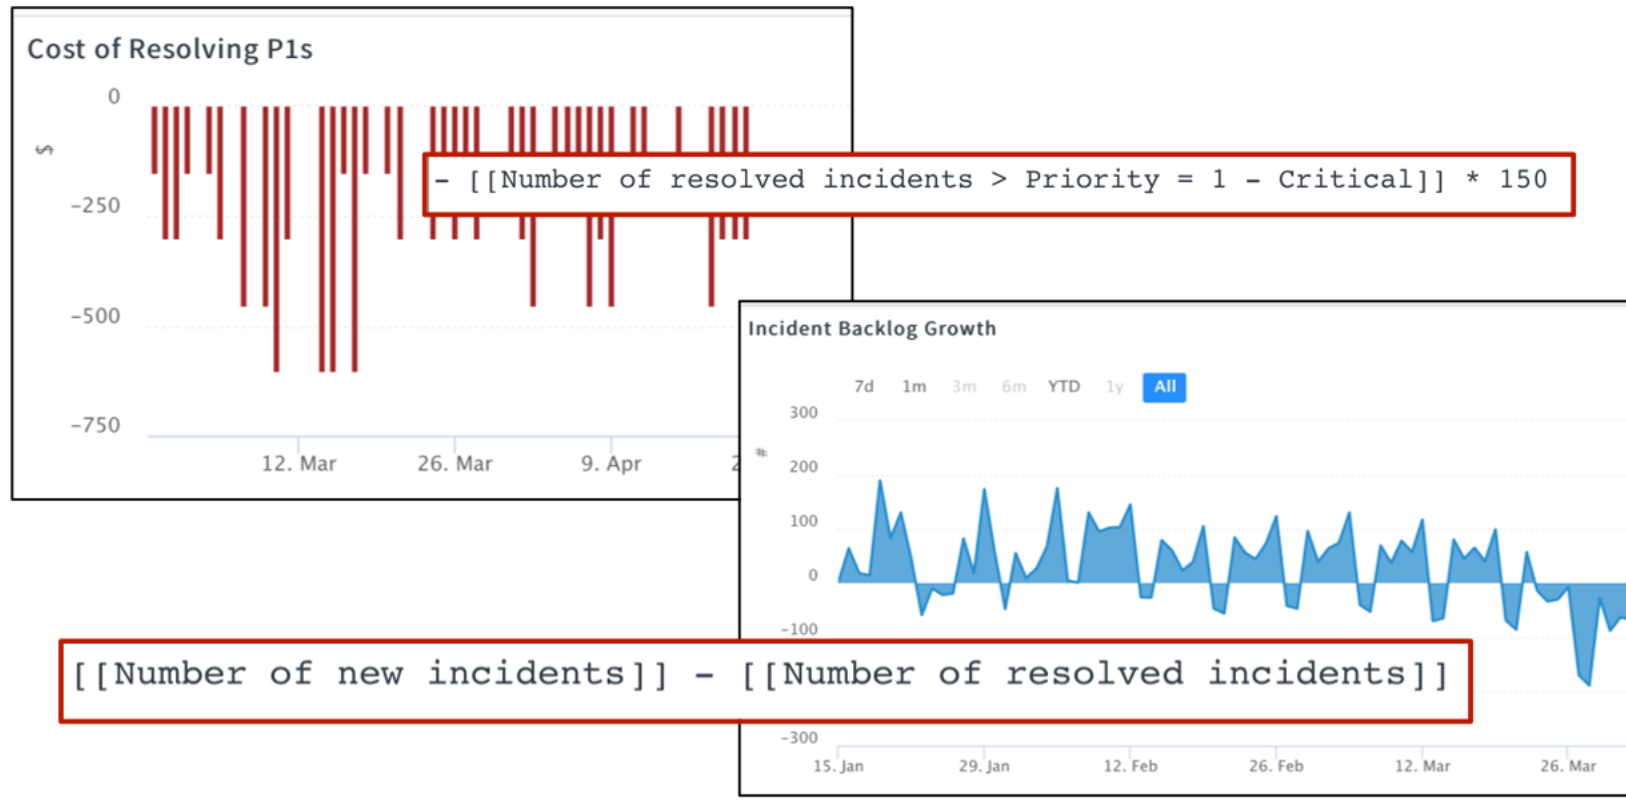 Cost of Resolving P1s
0
$
- [[Number of resolved incidents > Priority = 1 - Critical]] * 150
-250
-500
-750
12. Mar 26. Mar 9. Apr 2
Incident Backlog Growth
7d 1m 3m 6m YTD 1y All
300
#
200
100
0
-100
[[Number of new incidents]] - [[Number of resolved incidents]]
-300
15. Jan 29. Jan 12. Feb 26. Feb 12. Mar 26. Mar